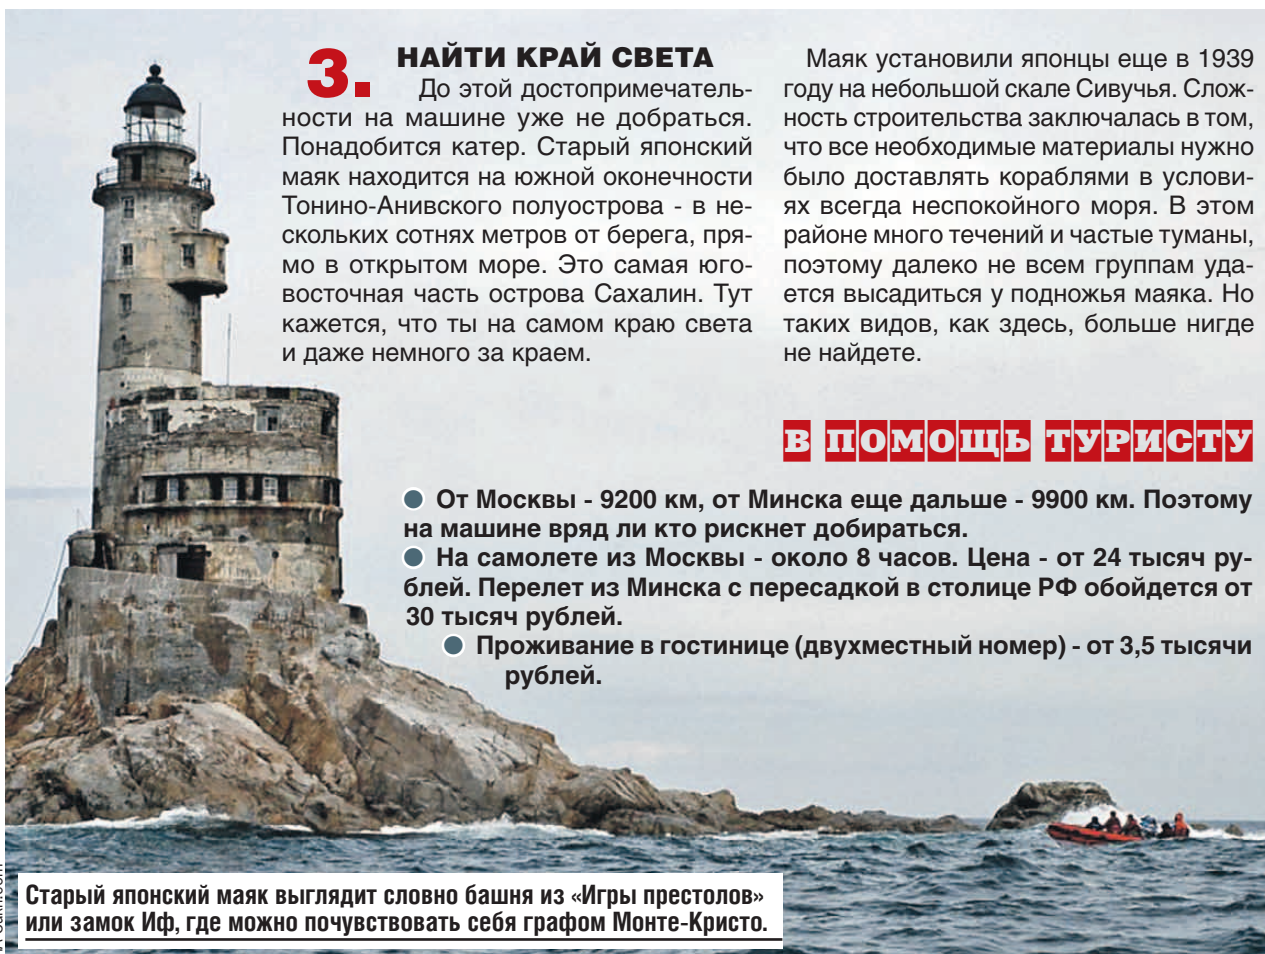 3. НАЙТИ КРАЙ СВЕТА
До этой достопримечатель-
ности на машине уже не добраться.
Понадобится катер. Старый японский
маяк находится на южной оконечности
Тонино-Анивского полуострова - в не-
скольких сотнях метров от берега, пря-
мо в открытом море. Это самая юго-
восточная часть острова Сахалин. Тут
кажется, что ты на самом краю света
и даже немного за краем.
Маяк установили японцы еще в 1939
году на небольшой скале Сивучья. Слож-
ность строительства заключалась в том,
что все необходимые материалы нужно
было доставлять кораблями в услови-
ях всегда неспокойного моря. В этом
районе много течений и частые туманы,
поэтому далеко не всем группам уда-
ется высадиться у подножья маяка. Но
таких видов, как здесь, больше нигде
не найдете.
В ПОМОЩЬ ТУРИСТУ
● От Москвы - 9200 км, от Минска еще дальше - 9900 км. Поэтому
на машине вряд ли кто рискнет добираться.
● На самолете из Москвы - около 8 часов. Цена - от 24 тысяч ру-
блей. Перелет из Минска с пересадкой в столице РФ обойдется от
30 тысяч рублей.
● Проживание в гостинице (двухместный номер) - от 3,5 тысячи
рублей.
Старый японский маяк выглядит словно башня из «Игры престолов»
или замок Иф, где можно почувствовать себя графом Монте-Кристо.